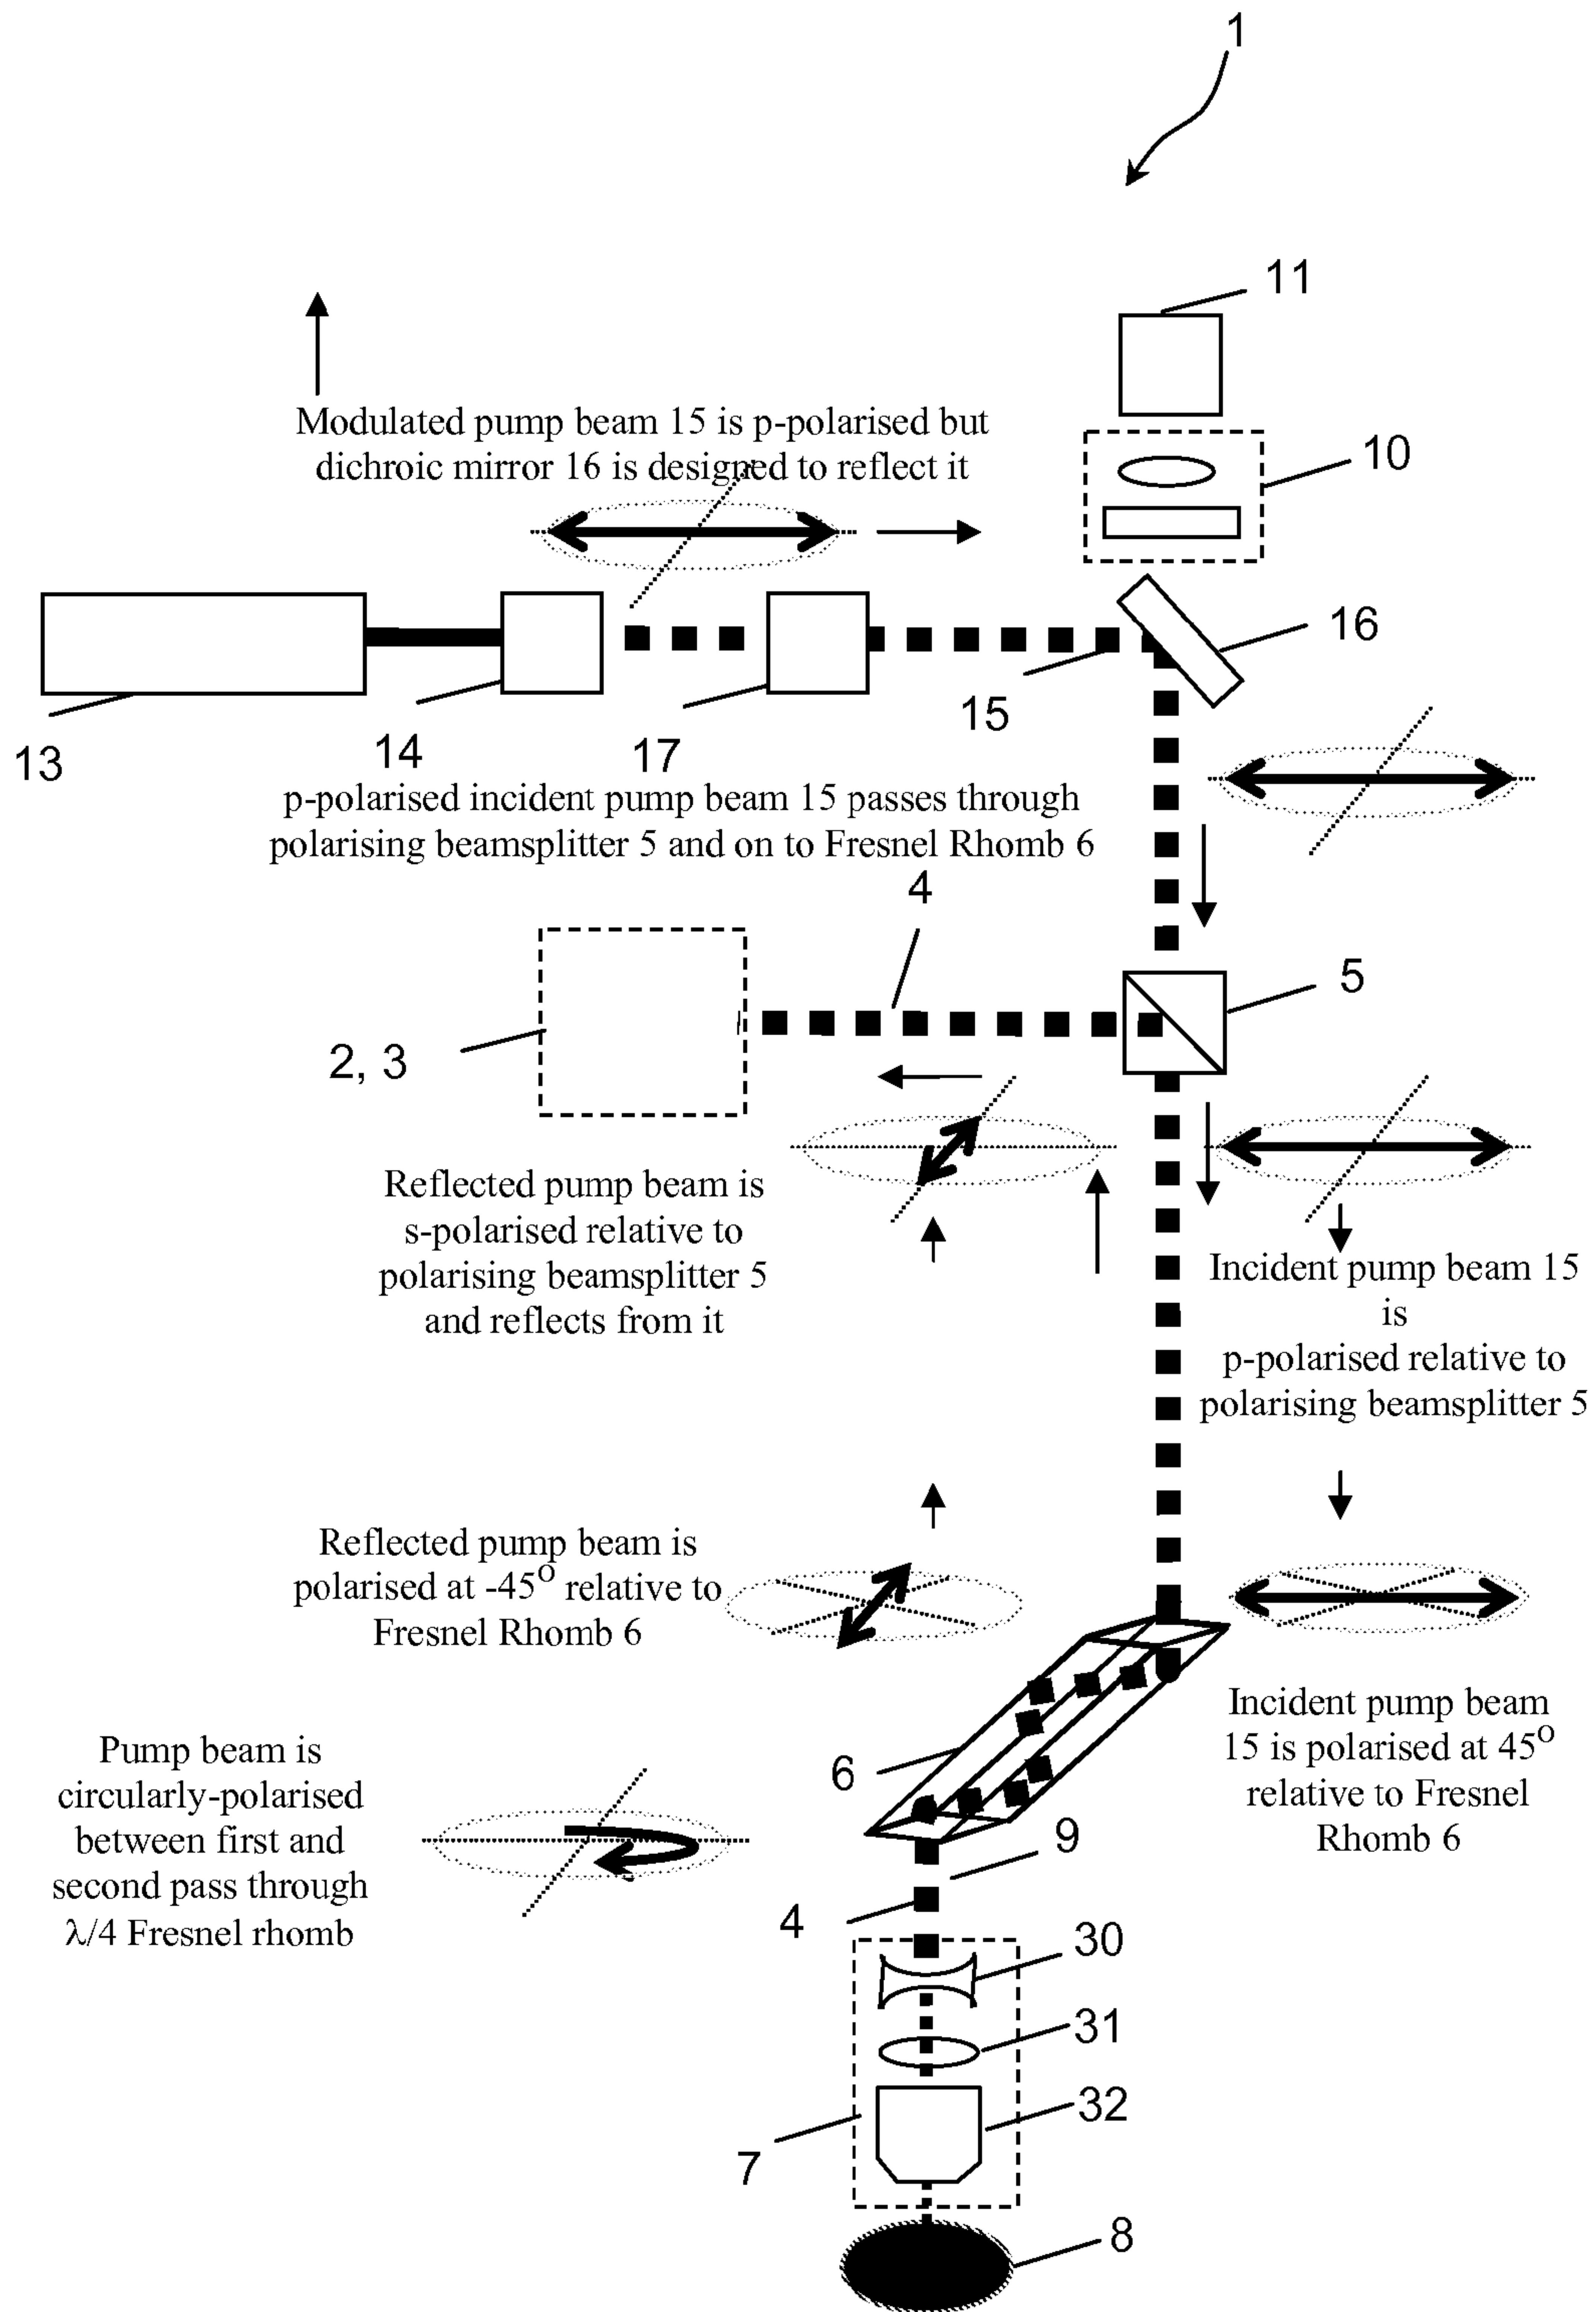 1
11
Modulated pump beam 15 is p-polarised but
dichroic mirror 16 is designed to reflect it
10
16
15
13
14
17
p-polarised incident pump beam 15 passes through
polarising beamsplitter 5 and on to Fresnel Rhomb 6
4
5
2, 3
Reflected pump beam is
s-polarised relative to
polarising beamsplitter 5
and reflects from it
Incident pump beam 15
is
p-polarised relative to
polarising beamsplitter 5
Reflected pump beam is
polarised at -45° relative to
Fresnel Rhomb 6
Incident pump beam
15 is polarised at 45°
relative to Fresnel
Rhomb 6
6
Pump beam is
circularly-polarised
between first and
second pass through
λ/4 Fresnel rhomb
9
4
30
31
32
7
8